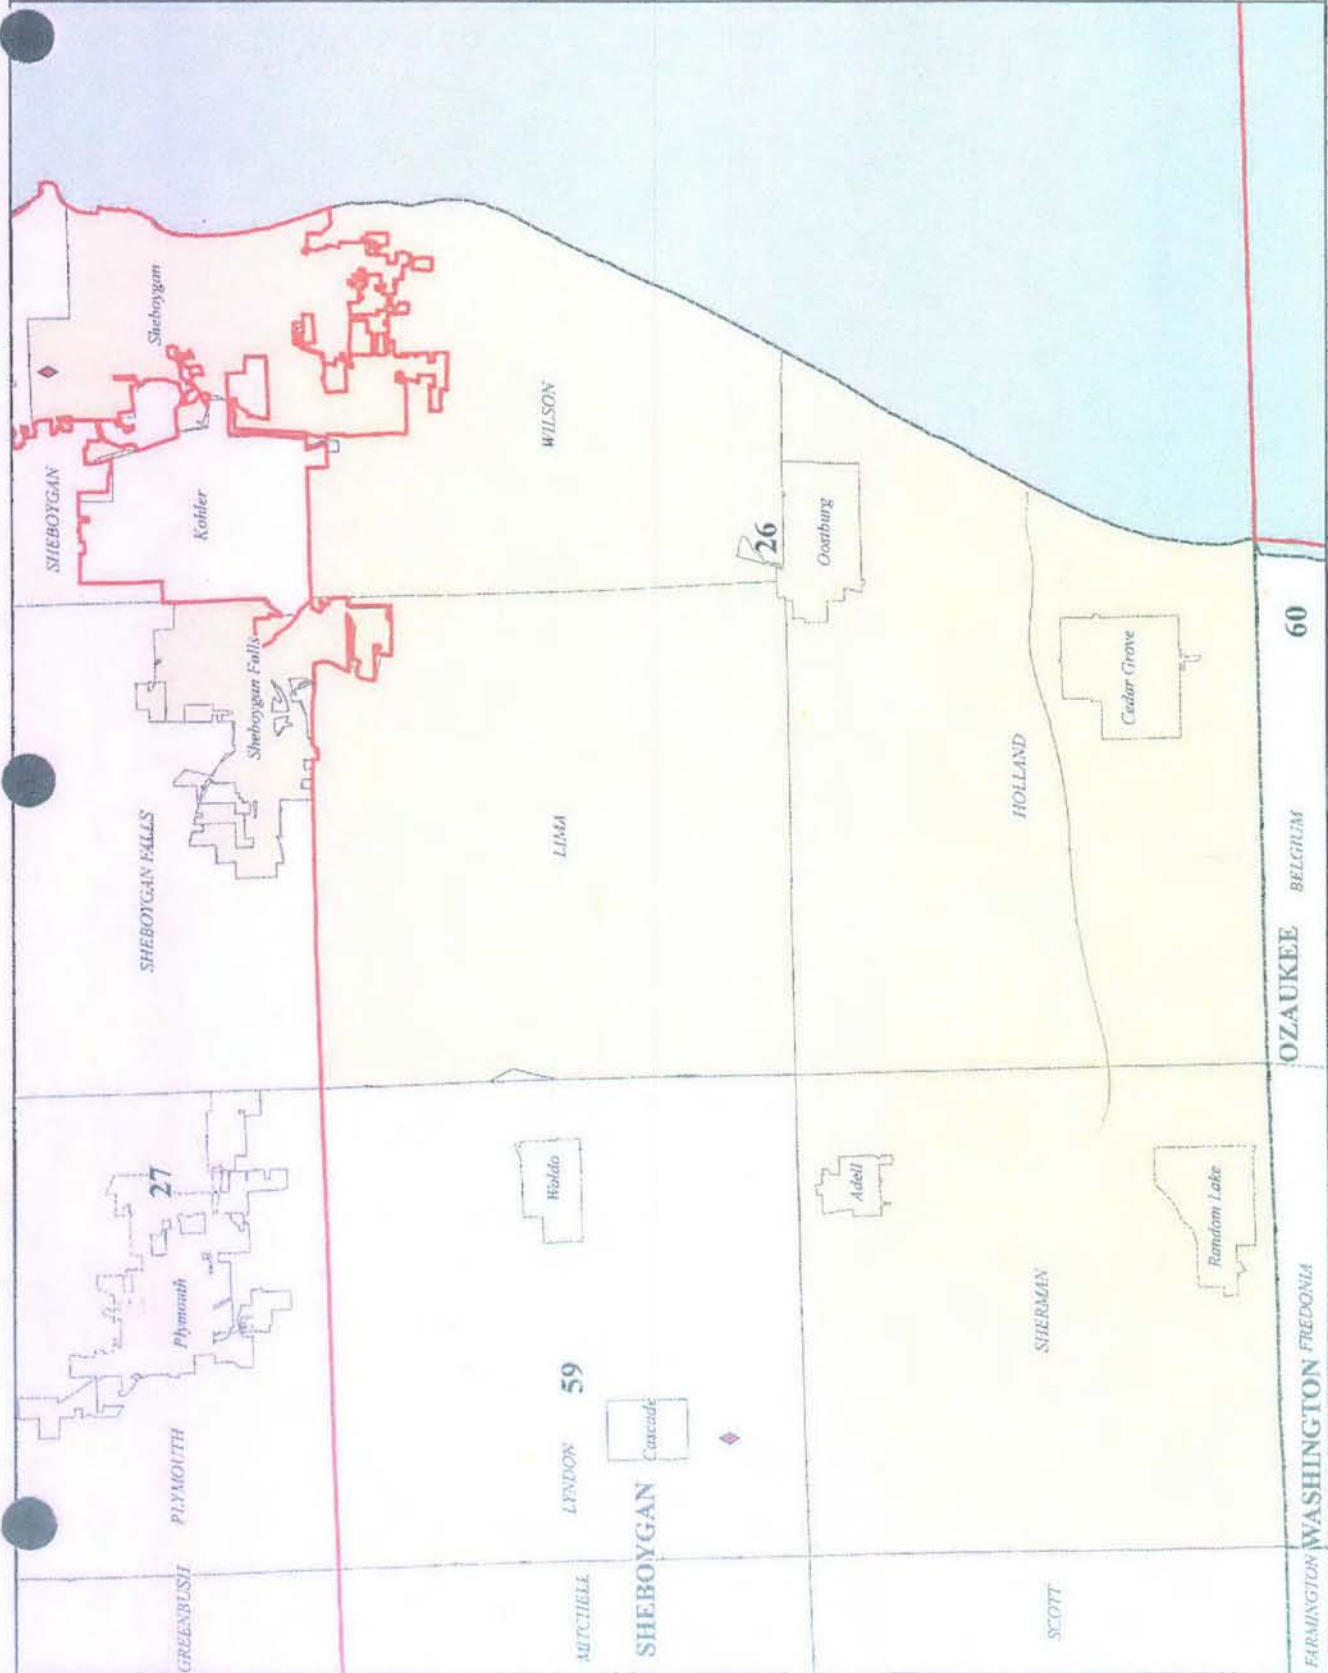 SHEBOYGAN
Sheboygan
Kohler
SHEBOYGAN FALLS
Sheboygan Falls
27
Plymouth
PLYMOUTH
GREENBUSH
WILSON
26
LIMA
Waldo
LYNDON
59
Cascade
MITCHELL
SHEBOYGAN
Oostburg
HOLLAND
Cedar Grove
Adell
SHERMAN
Random Lake
SCOTT
60
BELGIUM
OZAUKEE
FREDONIA
WASHINGTON
FARMINGTON